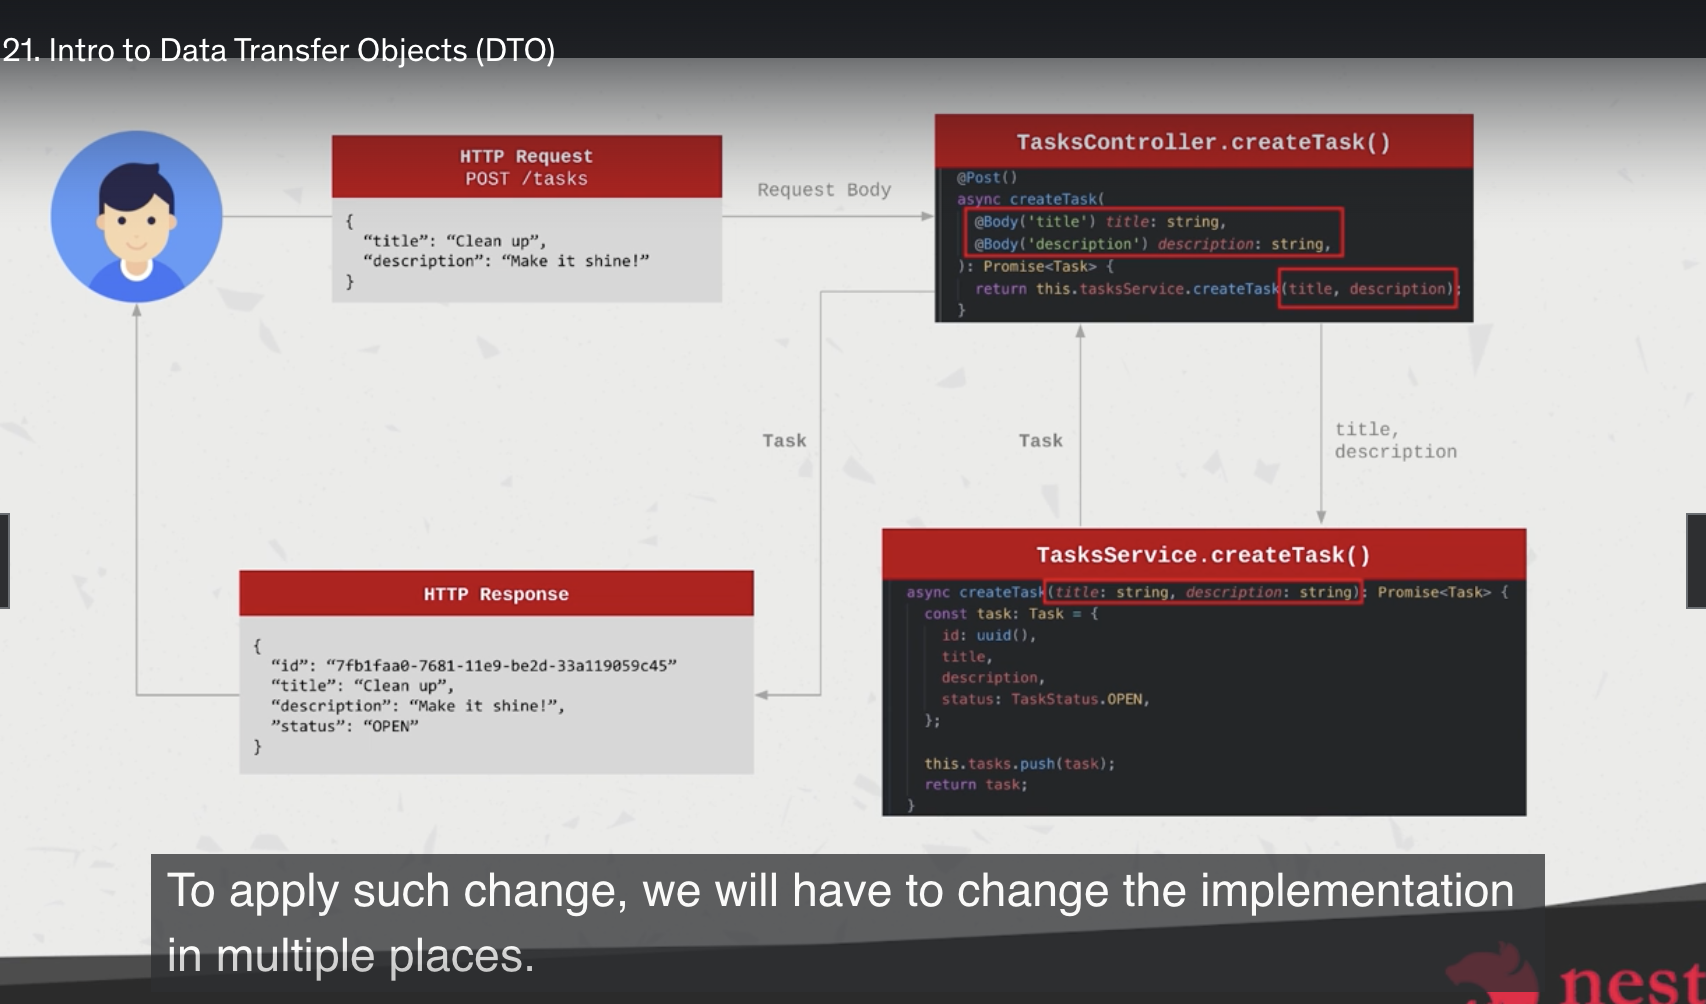 21. Intro to Data Transfer Objects (DTO)
HTTP Request
POST /tasks
{
“title”: “Clean up”,
“description”: “Make it shine!”
}
Request Body
TasksController.createTask()
@Post()
async createTask(
@Body('title') title: string,
@Body('description') description: string,
): Promise<Task> {
return this.tasksService.createTask(title, description);
}
Task
Task
title,
description
HTTP Response
{
“id”: “7fb1faa0-7681-11e9-be2d-33a119059c45”
“title”: “Clean up”,
“description”: “Make it shine!”,
”status”: “OPEN”
}
TasksService.createTask()
async createTask(title: string, description: string): Promise<Task> {
const task: Task = {
id: uuid(),
title,
description,
status: TaskStatus.OPEN,
};
this.tasks.push(task);
return task;
}
To apply such change, we will have to change the implementation
in multiple places.
nest